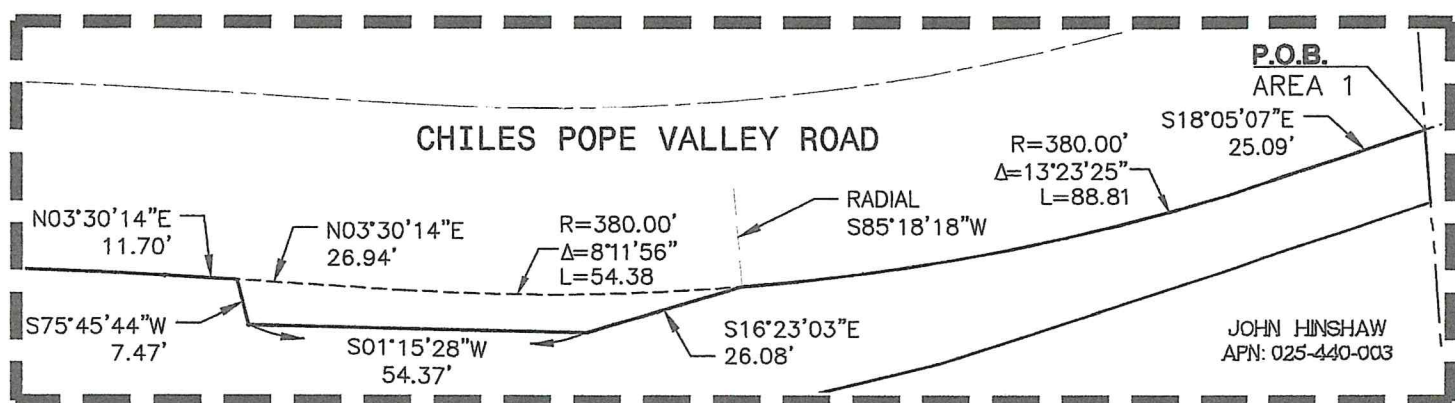 P.O.B.
AREA 1
CHILES POPE VALLEY ROAD
S18°05'07"E
25.09'
R=380.00'
Δ=13°23'25"
L=88.81
RADIAL
S85°18'18"W
N03°30'14"E
11.70'
N03°30'14"E
26.94'
R=380.00'
Δ=8°11'56"
L=54.38
S75°45'44"W
7.47'
S01°15'28"W
54.37'
S16°23'03"E
26.08'
JOHN HINSHAW
APN: 025-440-003